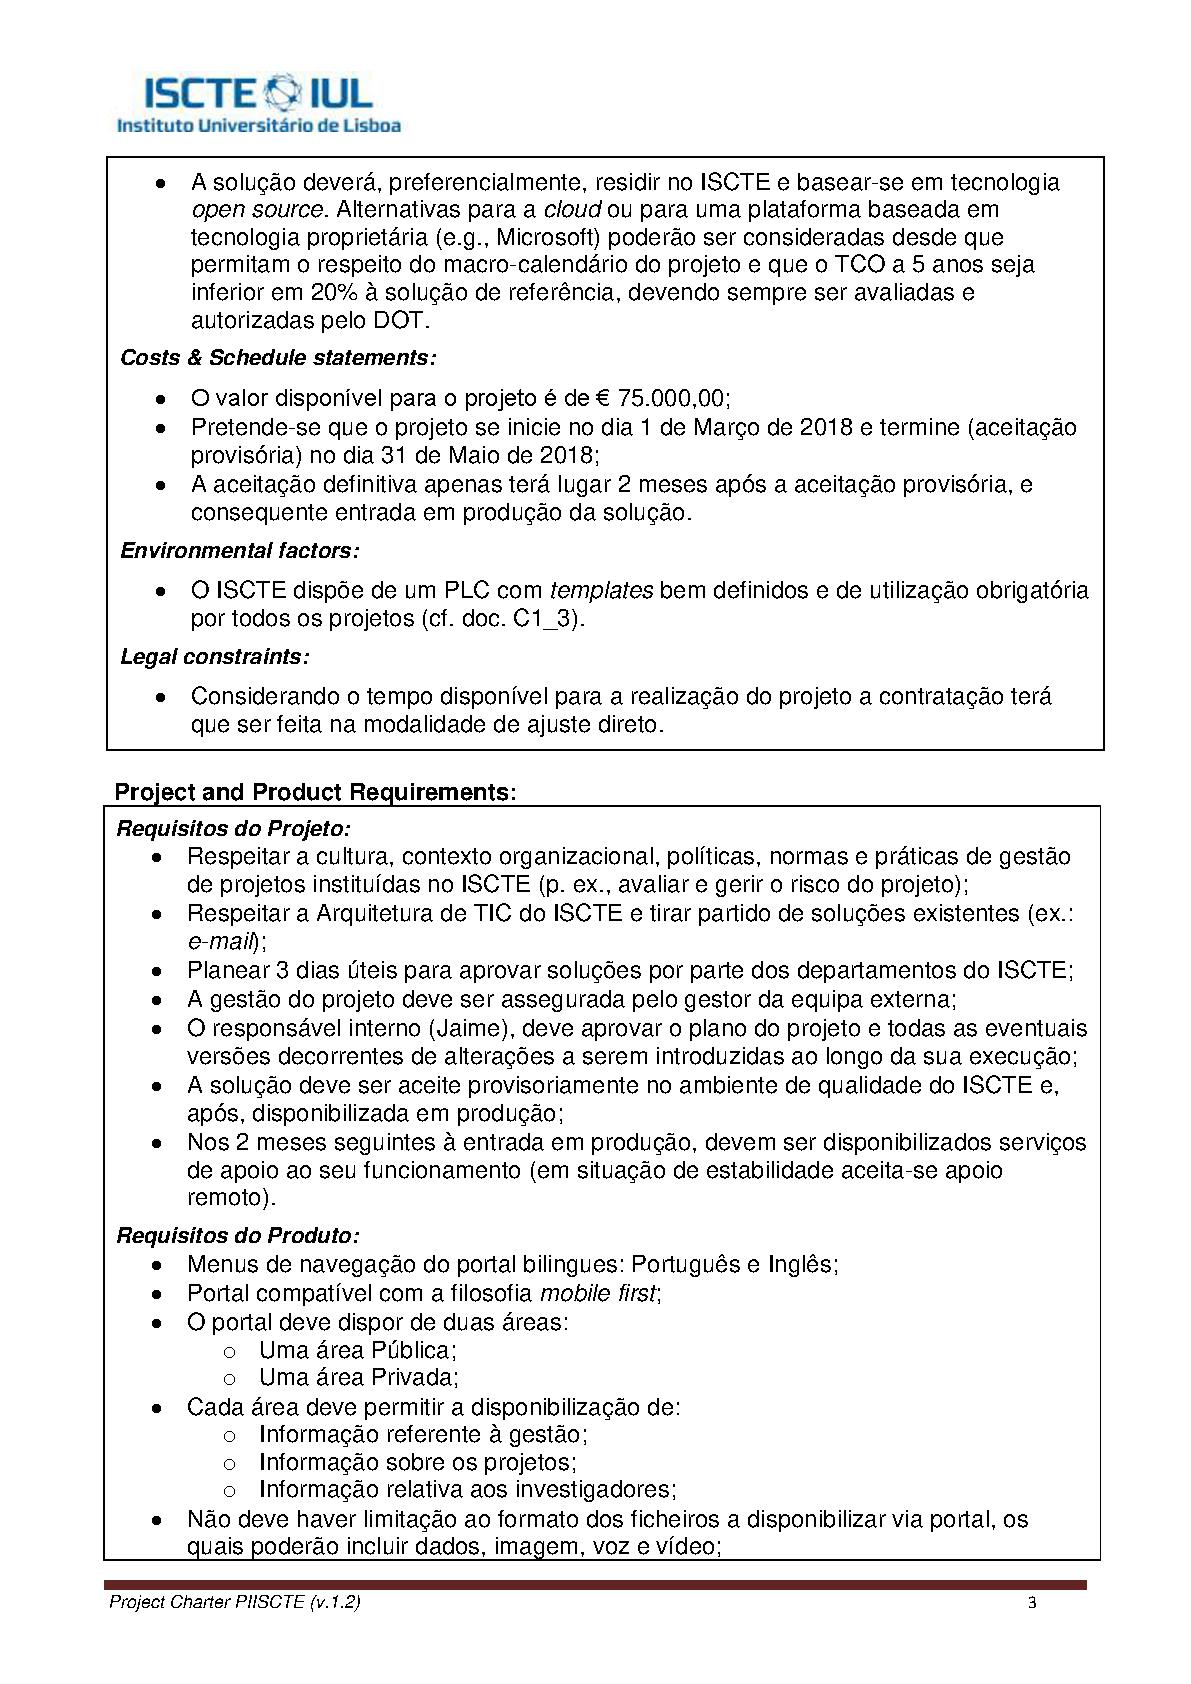 ISCTE IUL
Instituto Universitário de Lisboa
• A solução deverá, preferencialmente, residir no ISCTE e basear-se em tecnologia
open source. Alternativas para a cloud ou para uma plataforma baseada em
tecnologia proprietária (e.g., Microsoft) poderão ser consideradas desde que
permitam o respeito do macro-calendário do projeto e que o TCO a 5 anos seja
inferior em 20% à solução de referência, devendo sempre ser avaliadas e
autorizadas pelo DOT.
Costs & Schedule statements:
• O valor disponível para o projeto é de € 75.000,00;
• Pretende-se que o projeto se inicie no dia 1 de Março de 2018 e termine (aceitação
provisória) no dia 31 de Maio de 2018;
• A aceitação definitiva apenas terá lugar 2 meses após a aceitação provisória, e
consequente entrada em produção da solução.
Environmental factors:
• O ISCTE dispõe de um PLC com templates bem definidos e de utilização obrigatória
por todos os projetos (cf. doc. C1_3).
Legal constraints:
• Considerando o tempo disponível para a realização do projeto a contratação terá
que ser feita na modalidade de ajuste direto.
Project and Product Requirements:
Requisitos do Projeto:
• Respeitar a cultura, contexto organizacional, políticas, normas e práticas de gestão
de projetos instituídas no ISCTE (p. ex., avaliar e gerir o risco do projeto);
• Respeitar a Arquitetura de TIC do ISCTE e tirar partido de soluções existentes (ex.:
e-mail);
• Planear 3 dias úteis para aprovar soluções por parte dos departamentos do ISCTE;
• A gestão do projeto deve ser assegurada pelo gestor da equipa externa;
• O responsável interno (Jaime), deve aprovar o plano do projeto e todas as eventuais
versões decorrentes de alterações a serem introduzidas ao longo da sua execução;
• A solução deve ser aceite provisoriamente no ambiente de qualidade do ISCTE e,
após, disponibilizada em produção;
• Nos 2 meses seguintes à entrada em produção, devem ser disponibilizados serviços
de apoio ao seu funcionamento (em situação de estabilidade aceita-se apoio
remoto).
Requisitos do Produto:
• Menus de navegação do portal bilingues: Português e Inglês;
• Portal compatível com a filosofia mobile first;
• O portal deve dispor de duas áreas:
o Uma área Pública;
o Uma área Privada;
• Cada área deve permitir a disponibilização de:
o Informação referente à gestão;
o Informação sobre os projetos;
o Informação relativa aos investigadores;
• Não deve haver limitação ao formato dos ficheiros a disponibilizar via portal, os
quais poderão incluir dados, imagem, voz e vídeo;
Project Charter PIISCTE (v.1.2) 3